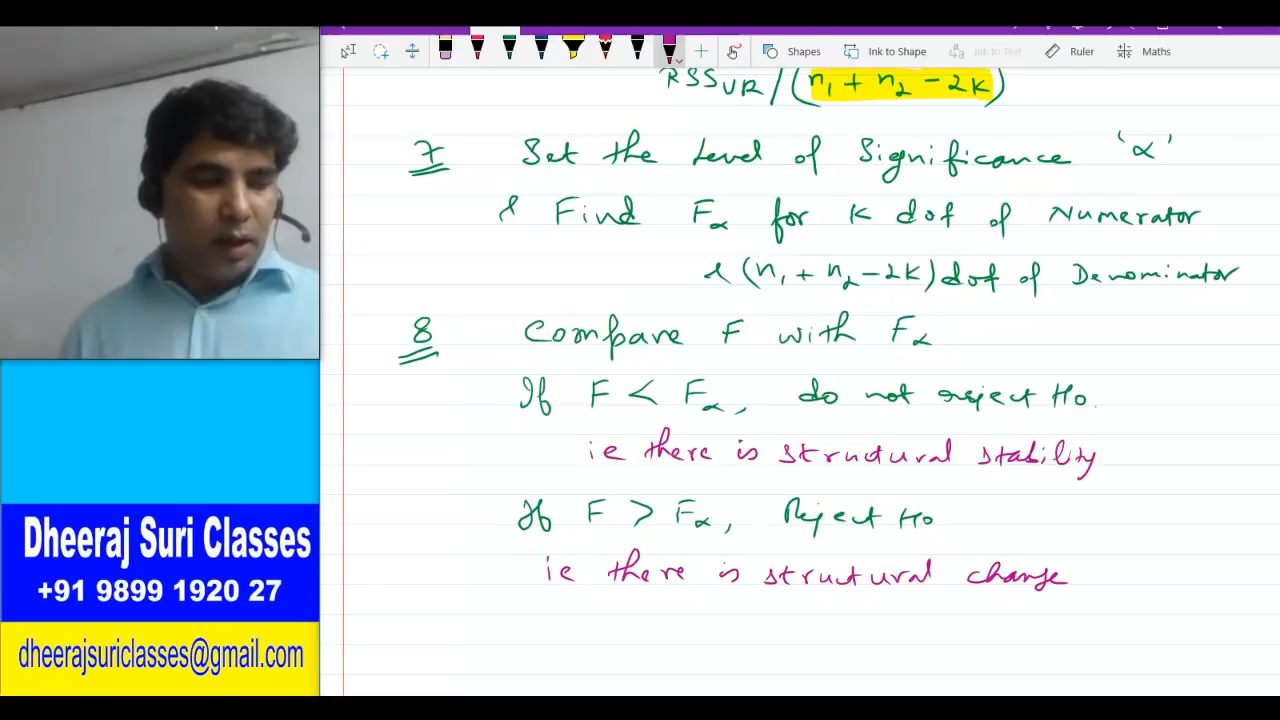 Shapes
Ink to Shape
Ink to Text
Ruler
Maths
RSSUR / (n1 + n2 - 2K)
7 Set the Level of Significance 'α'
& Find Fα for K dof of Numerator
& (n1 + n2 - 2K) dof of Denominator
8 Compare F with Fα
If F < Fα, do not reject Ho.
ie there is structural stability
If F > Fα, Reject Ho
ie there is structural change
Dheeraj Suri Classes
+91 9899 1920 27
dheerajsuriclasses@gmail.com